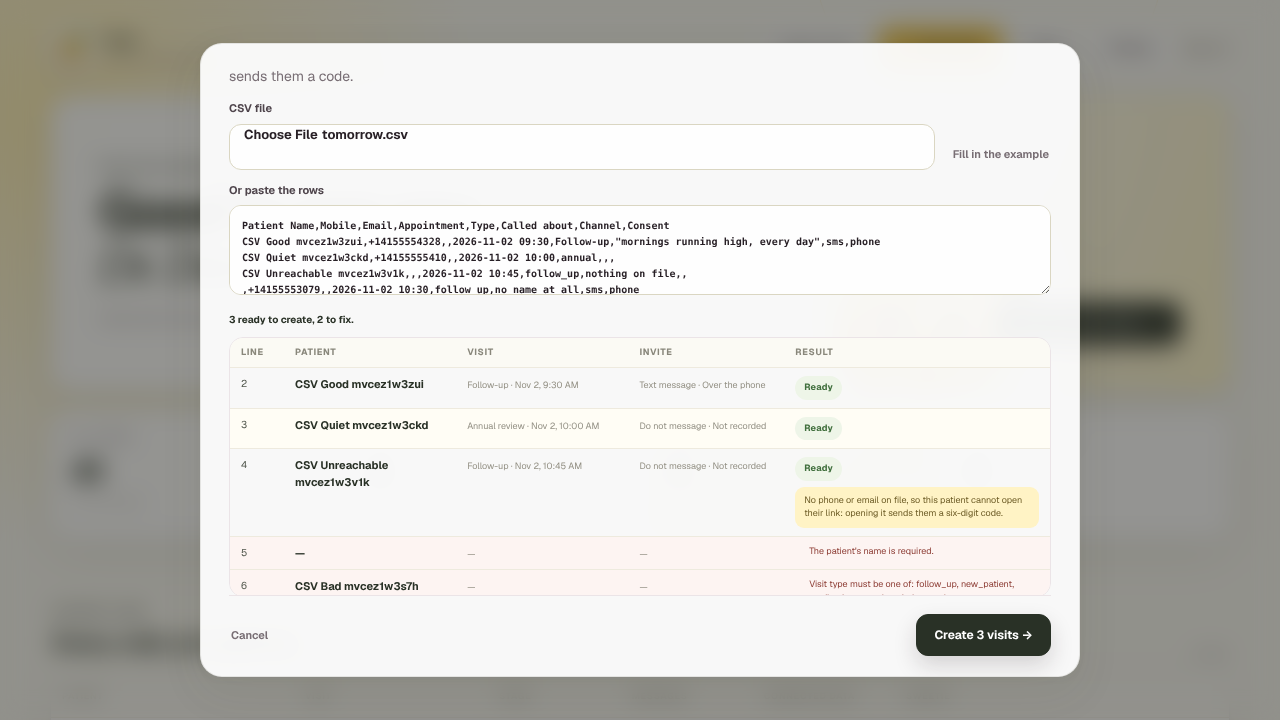 sends them a code.
CSV file
Choose File tomorrow.csv
Fill in the example
Or paste the rows
Patient Name,Mobile,Email,Appointment,Type,Called about,Channel,Consent
CSV Good mvcez1w3zui,+14155554328,,2026-11-02 09:30,Follow-up,"mornings running high, every day",sms,phone
CSV Quiet mvcez1w3ckd,+14155555410,,2026-11-02 10:00,annual,,,
CSV Unreachable mvcez1w3v1k,,,2026-11-02 10:45,follow_up,nothing on file,,
,+14155553079,,2026-11-02 10:30,follow_up,no name at all,sms,phone
3 ready to create, 2 to fix.
LINE PATIENT VISIT INVITE RESULT
2 CSV Good mvcez1w3zui Follow-up · Nov 2, 9:30 AM Text message · Over the phone Ready
3 CSV Quiet mvcez1w3ckd Annual review · Nov 2, 10:00 AM Do not message · Not recorded Ready
4 CSV Unreachable Follow-up · Nov 2, 10:45 AM Do not message · Not recorded Ready
mvcez1w3v1k
No phone or email on file, so this patient cannot open
their link: opening it sends them a six-digit code.
5 — — — The patient's name is required.
6 CSV Bad mvcez1w3s7h — — Visit type must be one of: follow_up, new_patient,
Cancel
Create 3 visits →